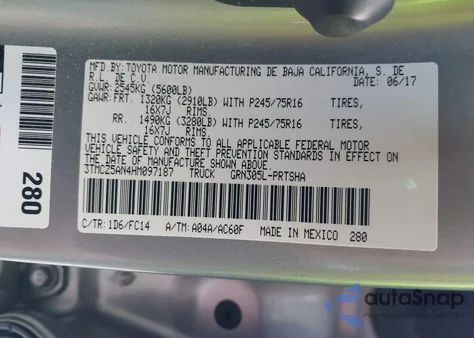 MFD.BY:TOYOTA MOTOR MANUFACTURING DE BAJA CALIFORNIA, S. DE
R.L. DE C.V. DATE: 06/17
GVWR:2545KG (5600LB)
GAWR:FRT. 1320KG (2910LB) WITH P245/75R16 TIRES,
16X7J RIMS,
RR. 1490KG (3280LB) WITH P245/75R16 TIRES,
16X7J RIMS.
THIS VEHICLE CONFORMS TO ALL APPLICABLE FEDERAL MOTOR
VEHICLE SAFETY AND THEFT PREVENTION STANDARDS IN EFFECT ON
THE DATE OF MANUFACTURE SHOWN ABOVE.
3TMCZ5AN4HM097187 TRUCK GRN305L-PRTSHA
C/TR:1D6/FC14 A/TM:A04A/AC60F MADE IN MEXICO 280
280
autoSnap